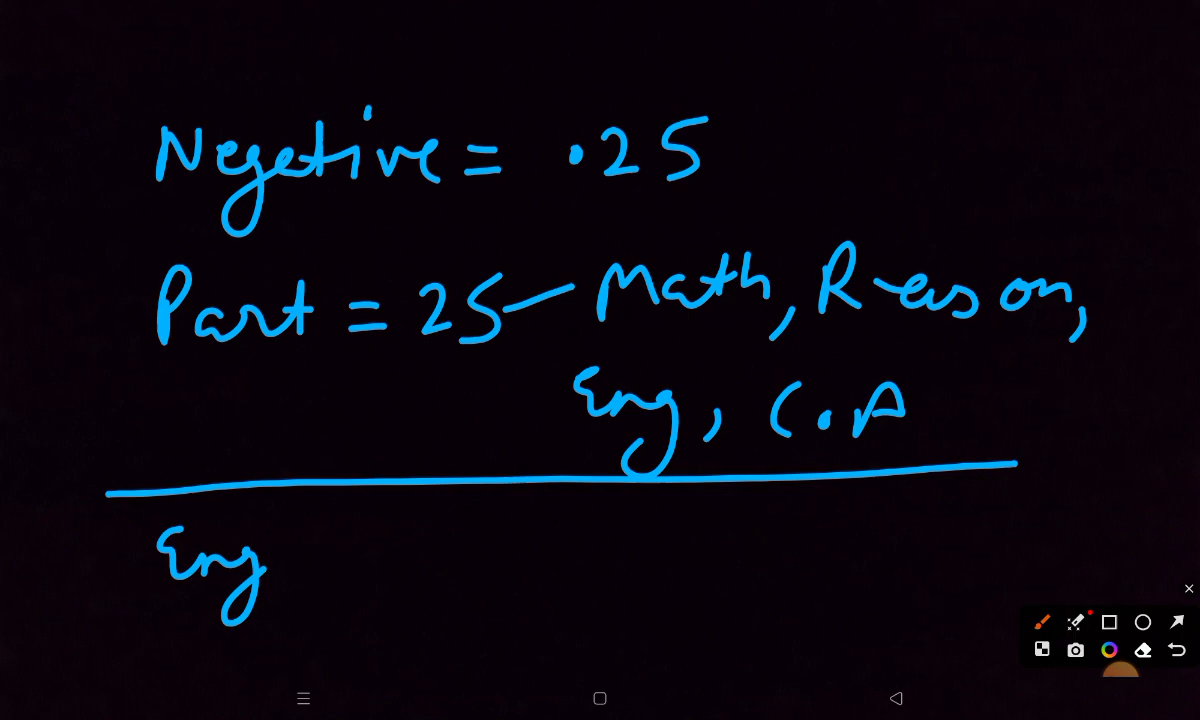 Negetive = .25
Part = 25 - Math, Reason,
Eng, C.A
Eng